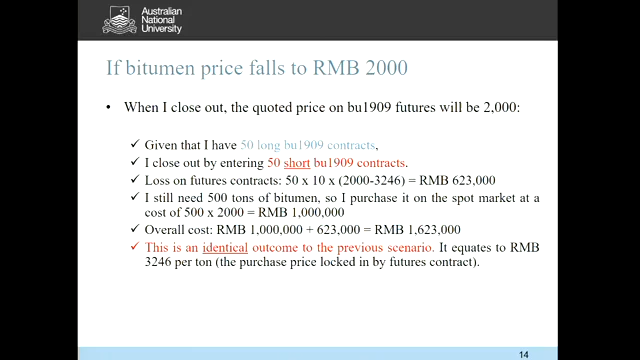 Australian
National
University
If bitumen price falls to RMB 2000
• When I close out, the quoted price on bu1909 futures will be 2,000:
✓ Given that I have 50 long bu1909 contracts,
✓ I close out by entering 50 short bu1909 contracts.
✓ Loss on futures contracts: 50 x 10 x (2000-3246) = RMB 623,000
✓ I still need 500 tons of bitumen, so I purchase it on the spot market at a
cost of 500 x 2000 = RMB 1,000,000
✓ Overall cost: RMB 1,000,000 + 623,000 = RMB 1,623,000
✓ This is an identical outcome to the previous scenario. It equates to RMB
3246 per ton (the purchase price locked in by futures contract).
14